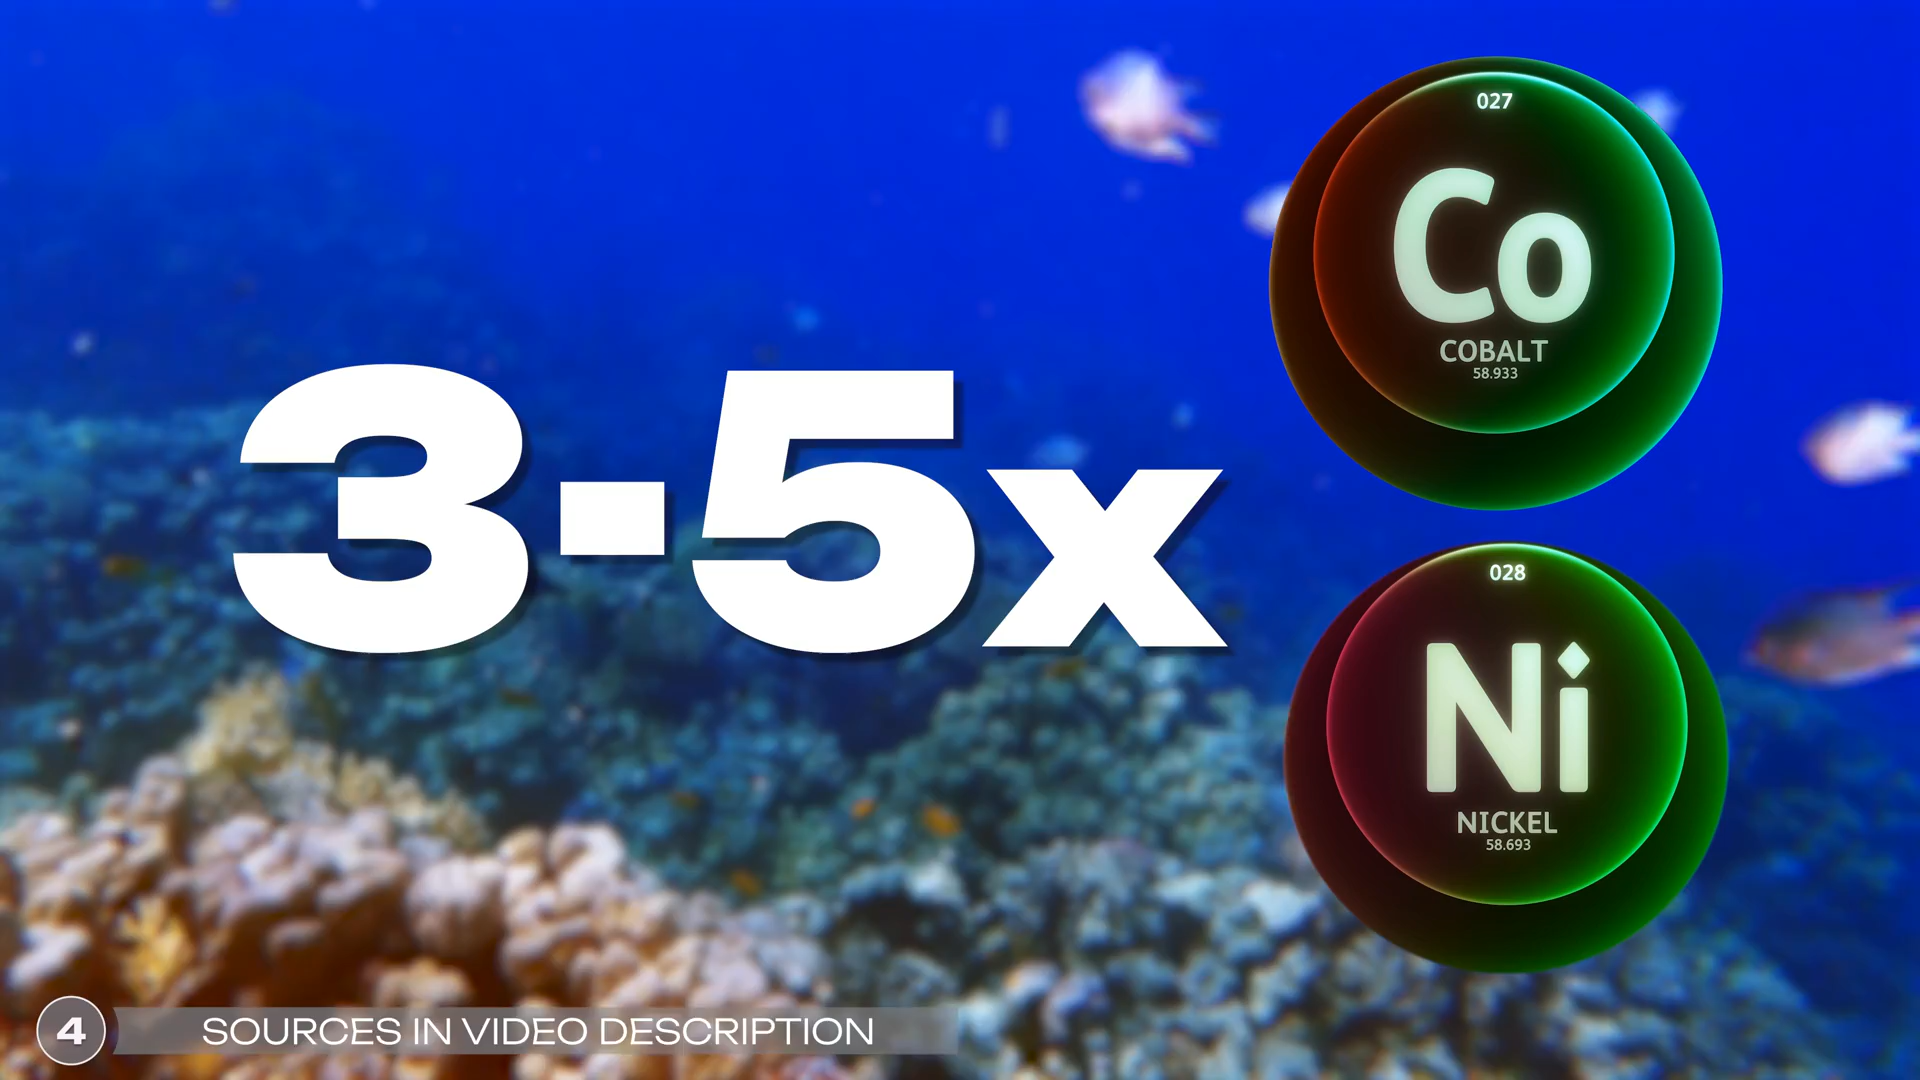 3-5x
027
Co
COBALT
58.933
028
Ni
NICKEL
58.693
4
SOURCES IN VIDEO DESCRIPTION